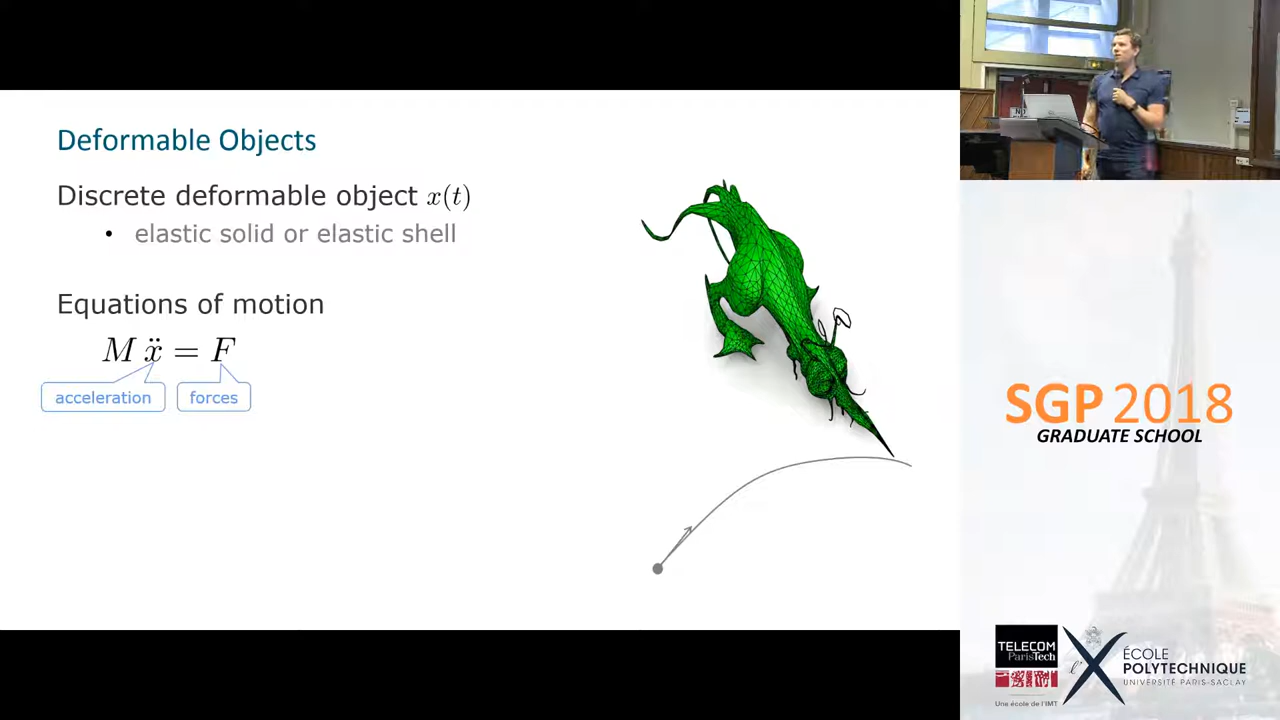 Deformable Objects
Discrete deformable object x(t)
• elastic solid or elastic shell
Equations of motion
M ẍ = F
acceleration
forces
SGP 2018
GRADUATE SCHOOL
TELECOM
ParisTech
Une école de l'IMT
l'X
ÉCOLE
POLYTECHNIQUE
UNIVERSITÉ PARIS-SACLAY